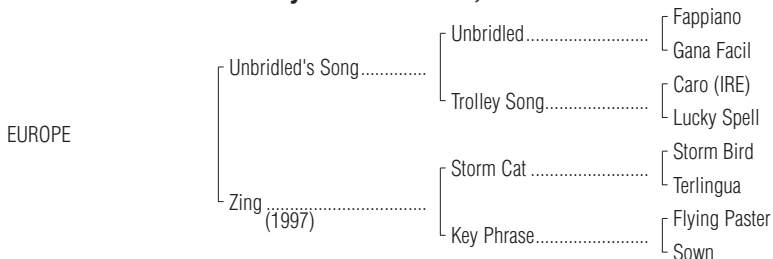 Fappiano
Unbridled..........................
Gana Facil
Unbridled's Song..............
Caro (IRE)
Trolley Song......................
Lucky Spell
EUROPE
Storm Bird
Storm Cat .........................
Terlingua
Zing ..................................
(1997)
Flying Paster
Key Phrase........................
Sown